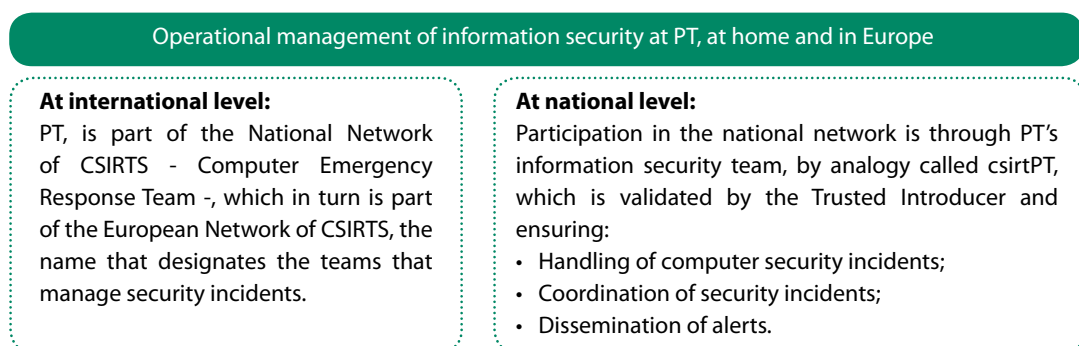 Operational management of information security at PT, at home and in Europe
At international level:
PT, is part of the National Network
of CSIRTS - Computer Emergency
Response Team -, which in turn is part
of the European Network of CSIRTS, the
name that designates the teams that
manage security incidents.
At national level:
Participation in the national network is through PT’s
information security team, by analogy called csirtPT,
which is validated by the Trusted Introducer and
ensuring:
• Handling of computer security incidents;
• Coordination of security incidents;
• Dissemination of alerts.